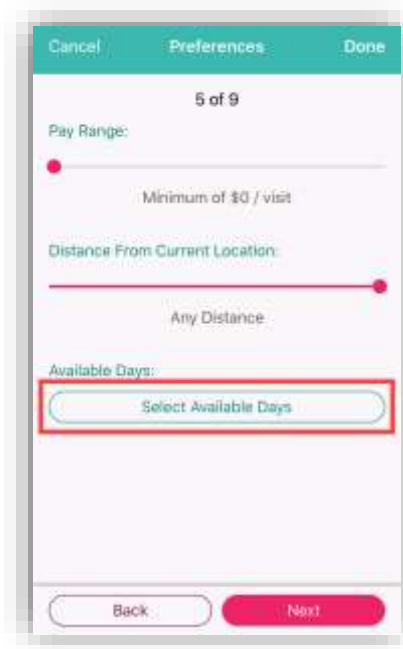 Cancel Preferences Done
5 of 9
Pay Range:
Minimum of $0 / visit
Distance From Current Location:
Any Distance
Available Days:
Select Available Days
Back Next